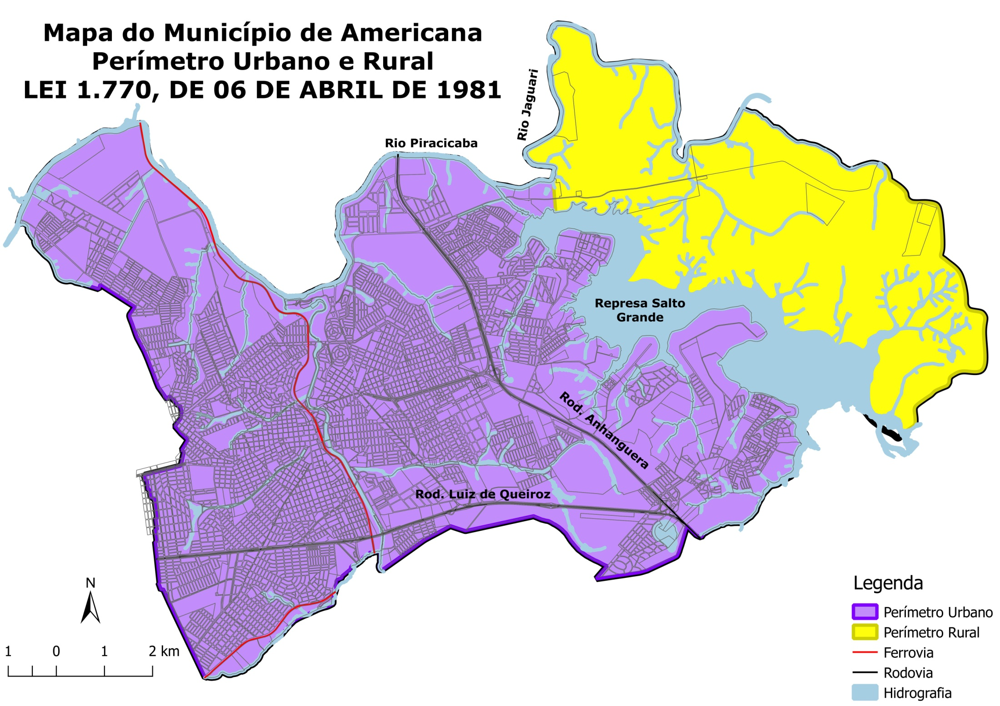 Mapa do Município de Americana
Perímetro Urbano e Rural
LEI 1.770, DE 06 DE ABRIL DE 1981
Rio Jaguari
Rio Piracicaba
Represa Salto
Grande
Rod. Anhanguera
Rod. Luiz de Queiroz
N
1 0 1 2 km
Legenda
Perímetro Urbano
Perímetro Rural
Ferrovia
Rodovia
Hidrografia